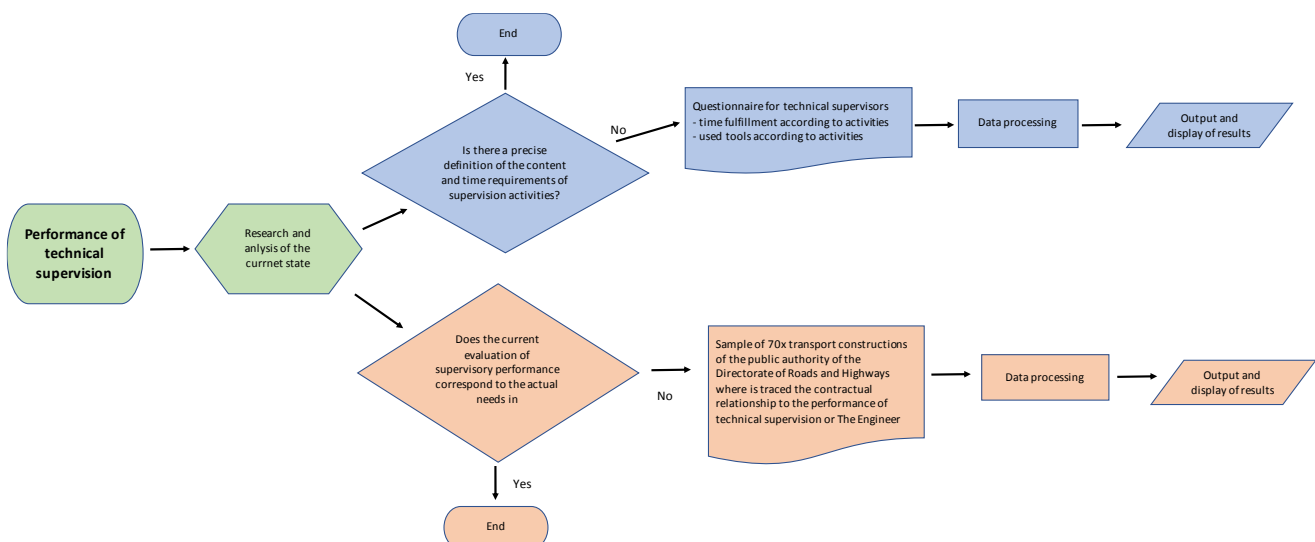 End
Yes
Is there a precise
definition of the content
and time requirements of
supervision activities?
No
Questionnaire for technical supervisors
- time fulfillment according to activities
- used tools according to activities
Data processing
Output and
display of results
Performance of
technical
supervision
Research and
anlysis of the
currnet state
Does the current
evaluation of
supervisory performance
correspond to the actual
needs in
No
Sample of 70x transport constructions
of the public authority of the
Directorate of Roads and Highways
where is traced the contractual
relationship to the performance of
technical supervision or The Engineer
Data processing
Output and
display of results
Yes
End